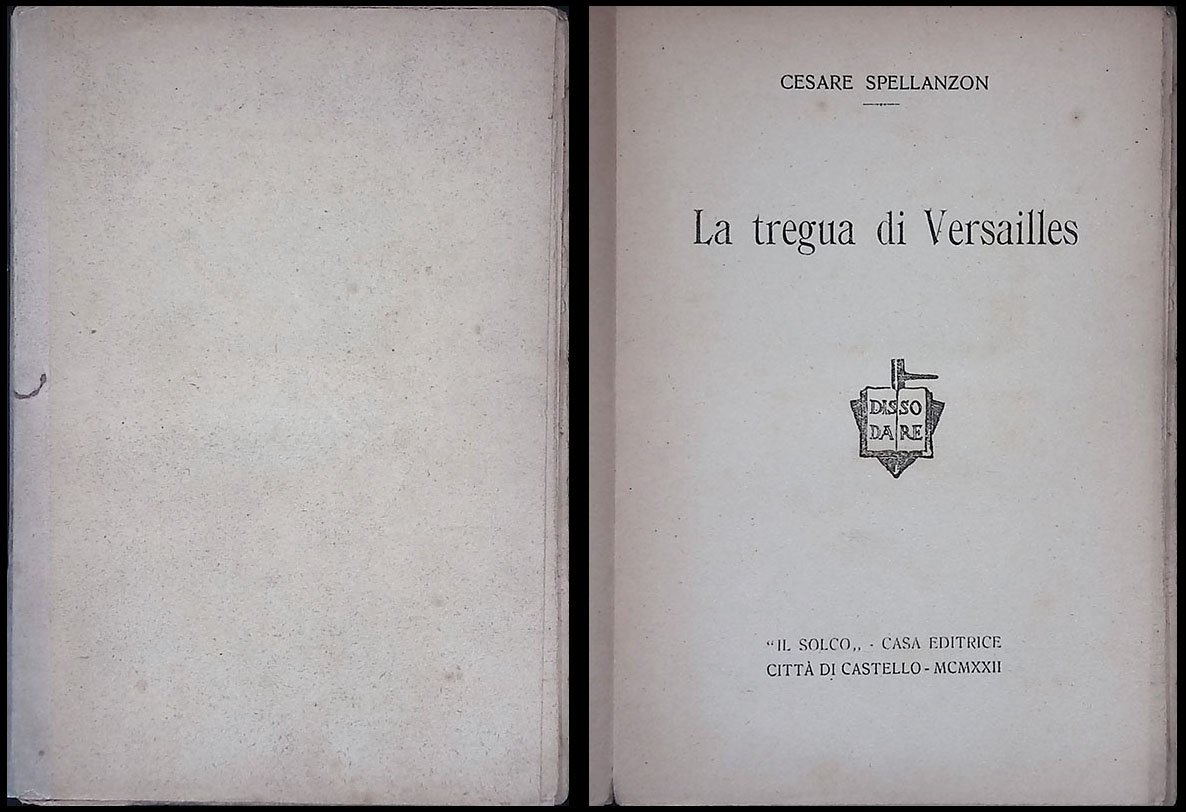 CESARE SPELLANZON
La tregua di Versailles
DISSO
DARE
“IL SOLCO„ - CASA EDITRICE
CITTÀ DI CASTELLO - MCMXXII